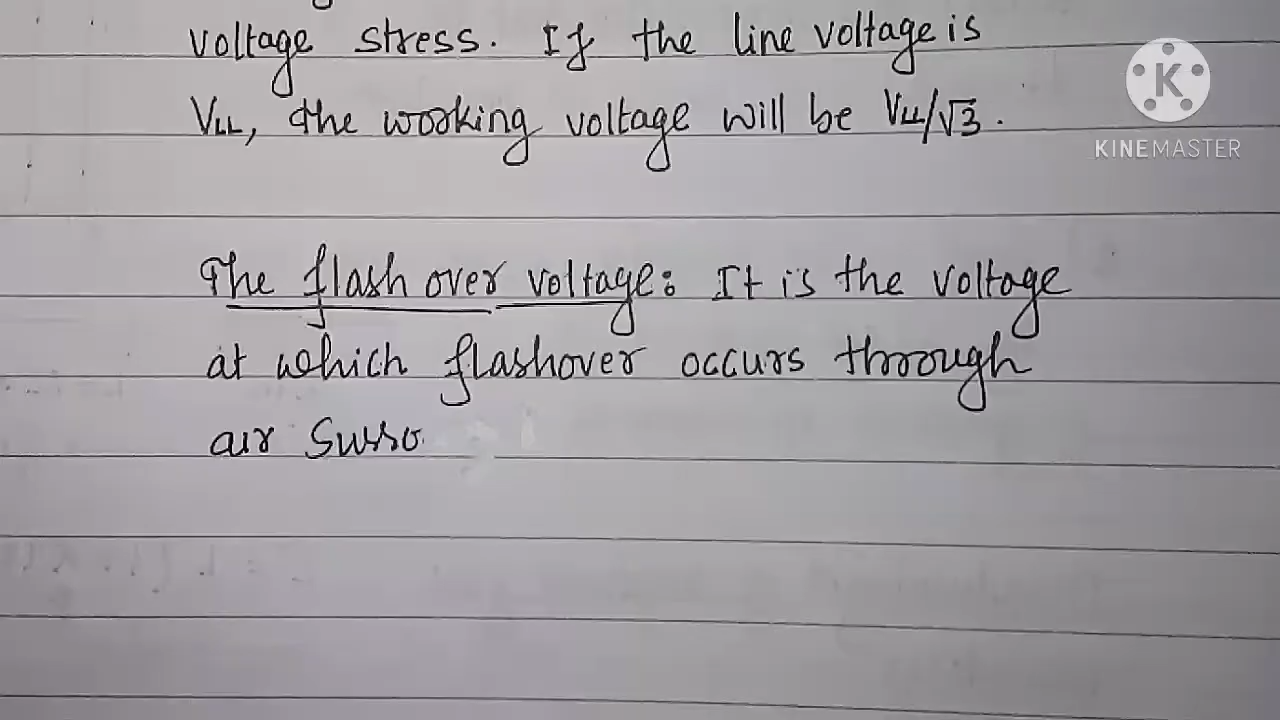 voltage stress. If the line voltage is
VLL, the working voltage will be VLL/√3.
KINEMASTER
The flash over voltage: It is the voltage
at which flashover occurs through
air Surro